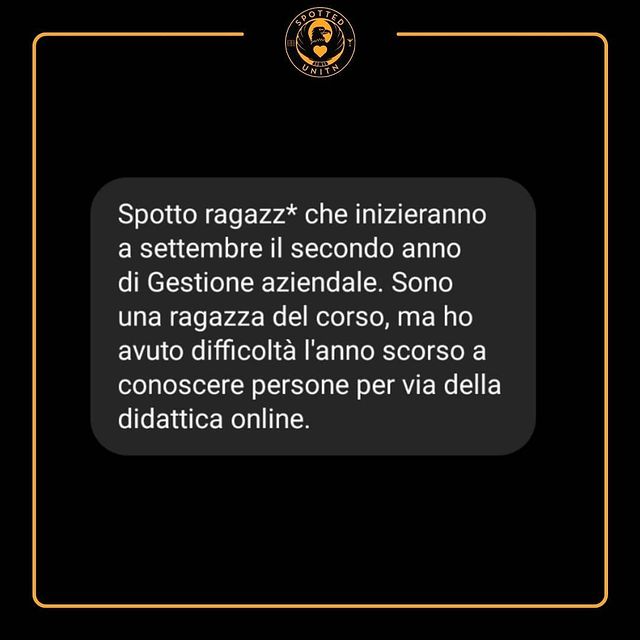 SPOTTED
UNITN
Spotto ragazz* che inizieranno
a settembre il secondo anno
di Gestione aziendale. Sono
una ragazza del corso, ma ho
avuto difficoltà l'anno scorso a
conoscere persone per via della
didattica online.